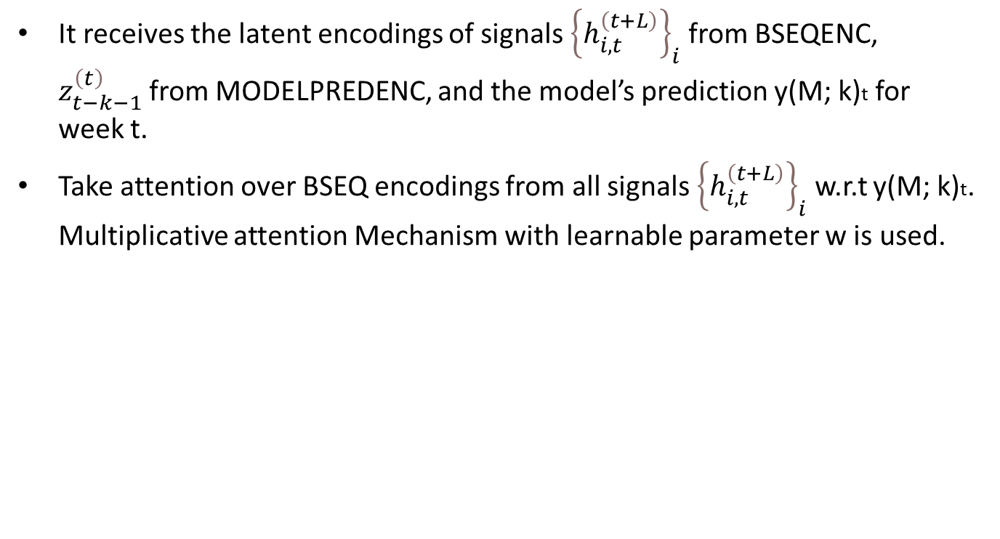 • It receives the latent encodings of signals $\left\{h_{i,t}^{(t+L)}\right\}_i$ from BSEQENC,
$z_{t-k-1}^{(t)}$ from MODELPREDENC, and the model’s prediction y(M; k)t for
week t.
• Take attention over BSEQ encodings from all signals $\left\{h_{i,t}^{(t+L)}\right\}_i$ w.r.t y(M; k)t.
Multiplicative attention Mechanism with learnable parameter w is used.